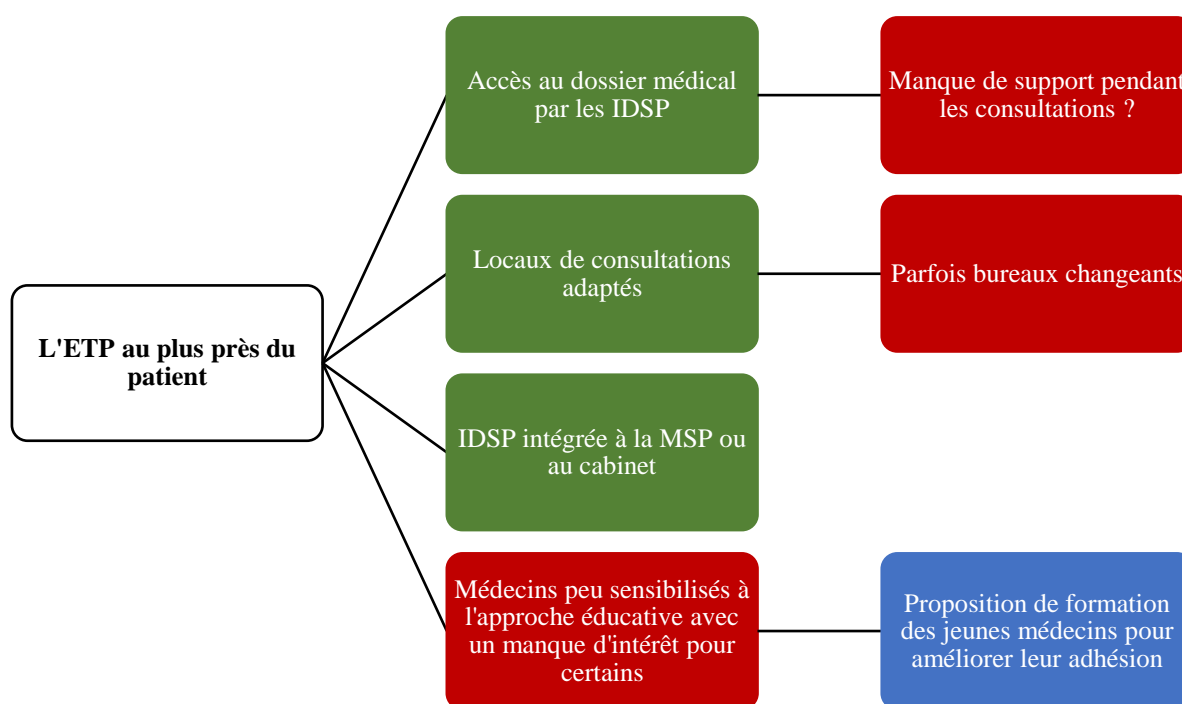 Accès au dossier médical
par les IDSP
Manque de support pendant
les consultations ?
Locaux de consultations
adaptés
Parfois bureaux changeants
L'ETP au plus près du
patient
IDSP intégrée à la MSP ou
au cabinet
Médecins peu sensibilisés à
l'approche éducative avec
un manque d'intérêt pour
certains
Proposition de formation
des jeunes médecins pour
améliorer leur adhésion